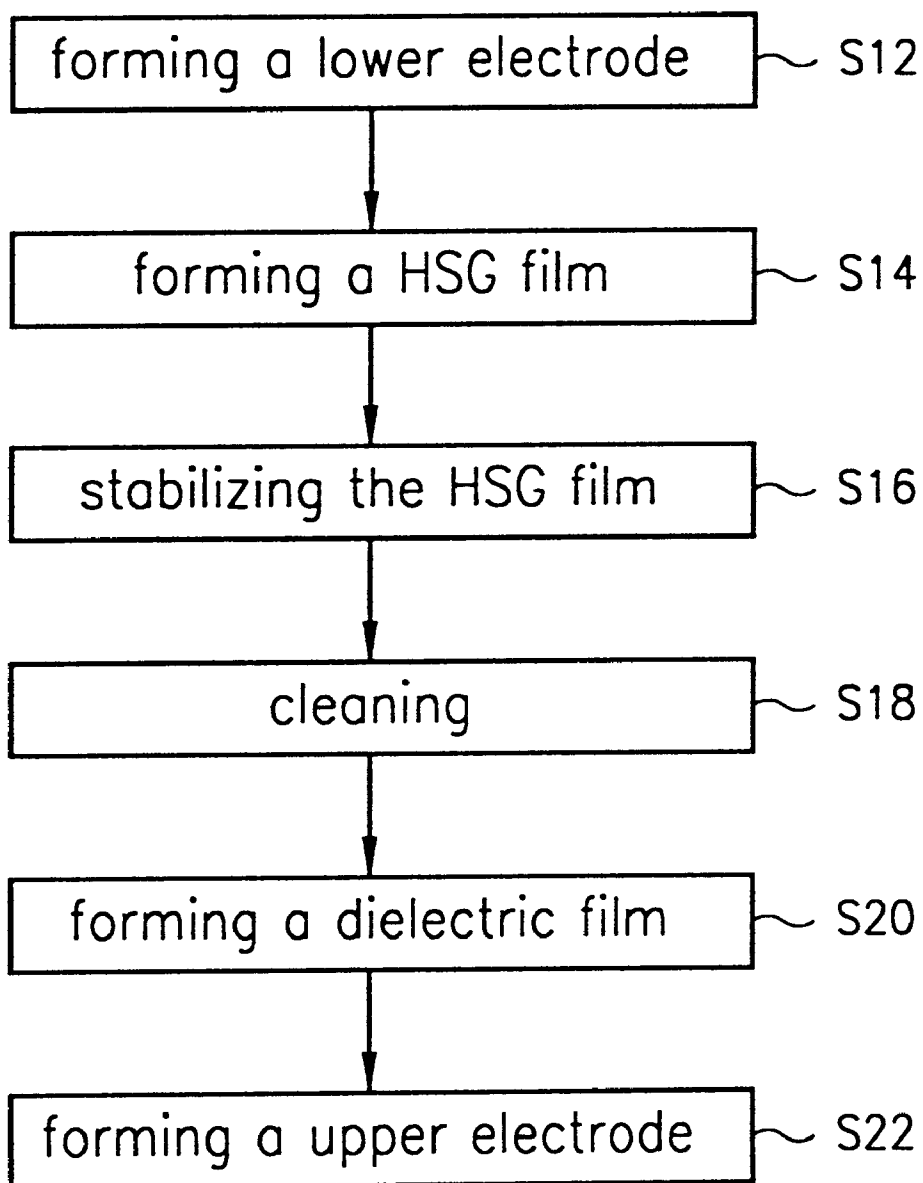 forming a lower electrode S12
forming a HSG film S14
stabilizing the HSG film S16
cleaning S18
forming a dielectric film S20
forming a upper electrode S22